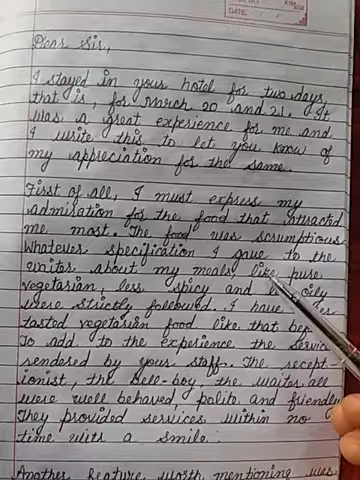 DATE: / /
Dear Sir,
I stayed in your hotel for two days
that is, for March 20 and 21. It
was a great experience for me and
I write this to let you know of
my appreciation for the same.
First of all, I must express my
admiration for the food that attracted
me most. The food was scrumptious
Whatever specification I gave to the
waiter about my meals, like pure
vegetarian, less spicy and oily
were strictly followed. I have
tasted vegetarian food like that
To add to the experience the service
rendered by your staff. The recept-
ionist, the bell-boy, the waiters all
were well behaved, polite and friendly
They provided services within no
time with a smile.
Another feature worth mentioning was